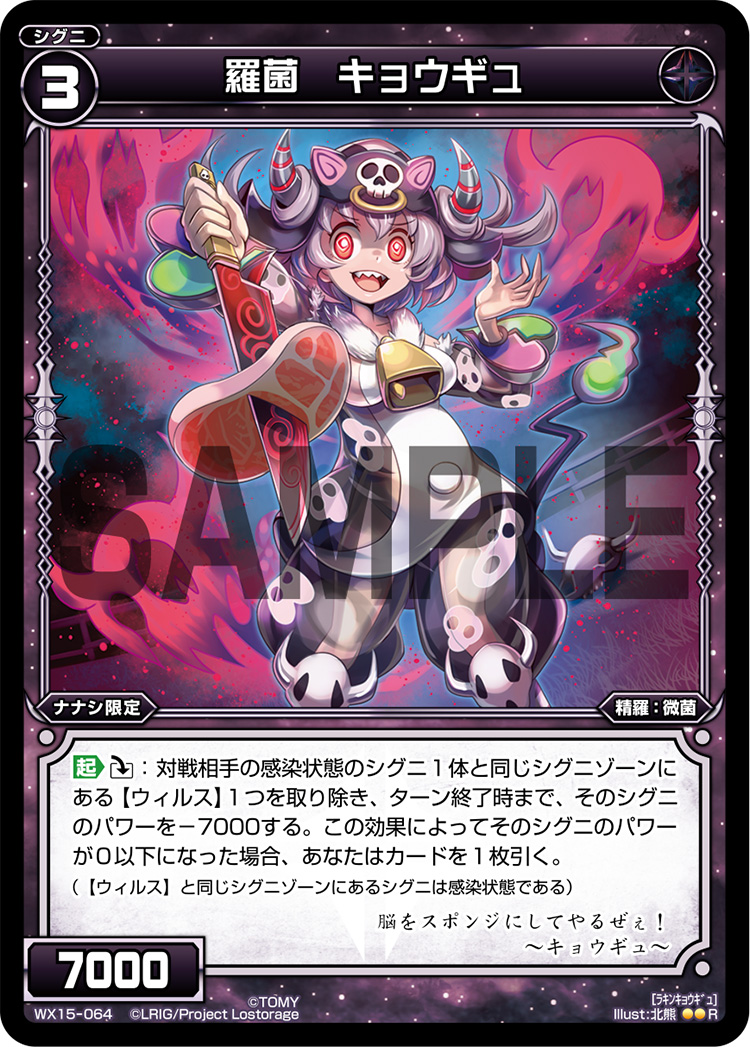 シグニ
3
羅菌　キョウギュ
SAMPLE
ナナシ限定
精羅：微菌
起 ：対戦相手の感染状態のシグニ１体と同じシグニゾーンに
ある【ウィルス】１つを取り除き、ターン終了時まで、そのシグニ
のパワーを－7000する。この効果によってそのシグニのパワー
が０以下になった場合、あなたはカードを１枚引く。
（【ウィルス】と同じシグニゾーンにあるシグニは感染状態である）
脳をスポンジにしてやるぜぇ！
～キョウギュ～
7000
©TOMY
[ﾗｷﾝｷｮｳｷﾞｭ]
WX15-064 ©LRIG/Project Lostorage
Illust:北熊 R